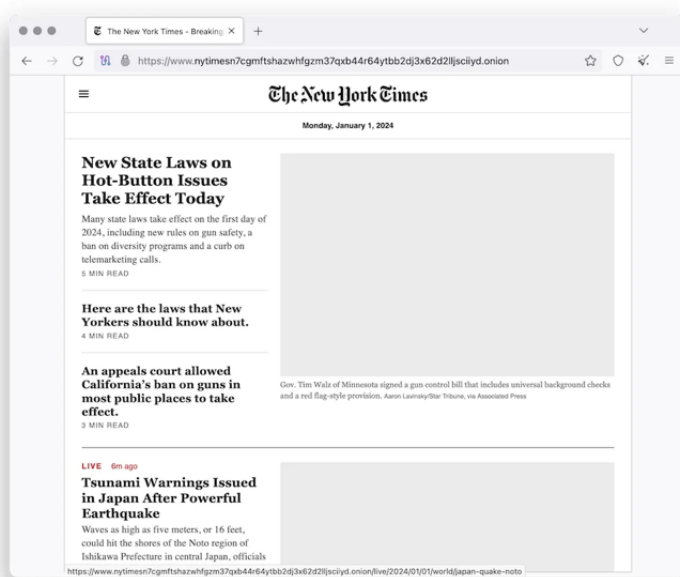 The New York Times - Breaking
https://www.nytimesn7cgmftshazwhfgzm37qxb44r64ytbb2dj3x62d2lljsciiyd.onion
The New York Times
Monday, January 1, 2024
New State Laws on
Hot-Button Issues
Take Effect Today
Many state laws take effect on the first day of
2024, including new rules on gun safety, a
ban on diversity programs and a curb on
telemarketing calls.
5 MIN READ
Here are the laws that New
Yorkers should know about.
4 MIN READ
An appeals court allowed
California's ban on guns in
most public places to take
effect.
3 MIN READ
Gov. Tim Walz of Minnesota signed a gun control bill that includes universal background checks
and a red flag-style provision. Aaron Lavinsky/Star Tribune, via Associated Press
LIVE 6m ago
Tsunami Warnings Issued
in Japan After Powerful
Earthquake
Waves as high as five meters, or 16 feet,
could hit the shores of the Noto region of
Ishikawa Prefecture in central Japan, officials
https://www.nytimesn7cgmftshazwhfgzm37qxb44r64ytbb2dj3x62d2lljsciiyd.onion/live/2024/01/01/world/japan-quake-noto